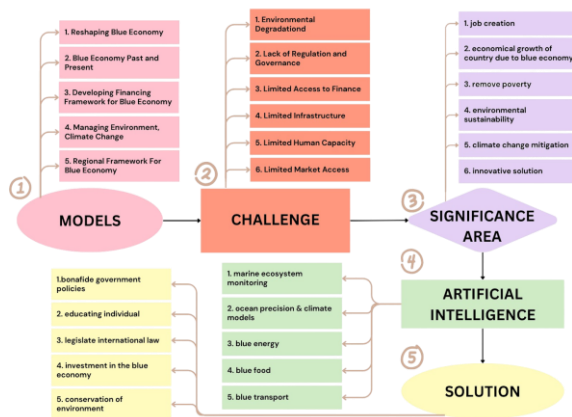 1. Reshaping Blue Economy
2. Blue Economy Past and
Present
3. Developing Financing
Framework for Blue Economy
4. Managing Environment,
Climate Change
5. Regional Framework For
Blue Economy
1
MODELS
1. Environmental
Degradationd
2. Lack of Regulation and
Governance
3. Limited Access to Finance
4. Limited Infrastructure
5. Limited Human Capacity
6. Limited Market Access
2
CHALLENGE
1. job creation
2. economical growth of
country due to blue economy
3. remove poverty
4. environmental
sustainability
5. climate change mitigation
6. innovative solution
3
SIGNIFICANCE
AREA
4
ARTIFICIAL
INTELLIGENCE
1. marine ecosystem
monitoring
2. ocean precision & climate
models
3. blue energy
4. blue food
5. blue transport
5
SOLUTION
1.bonafide government
policies
2. educating individual
3. legislate international law
4. investment in the blue
economy
5. conservation of
environment